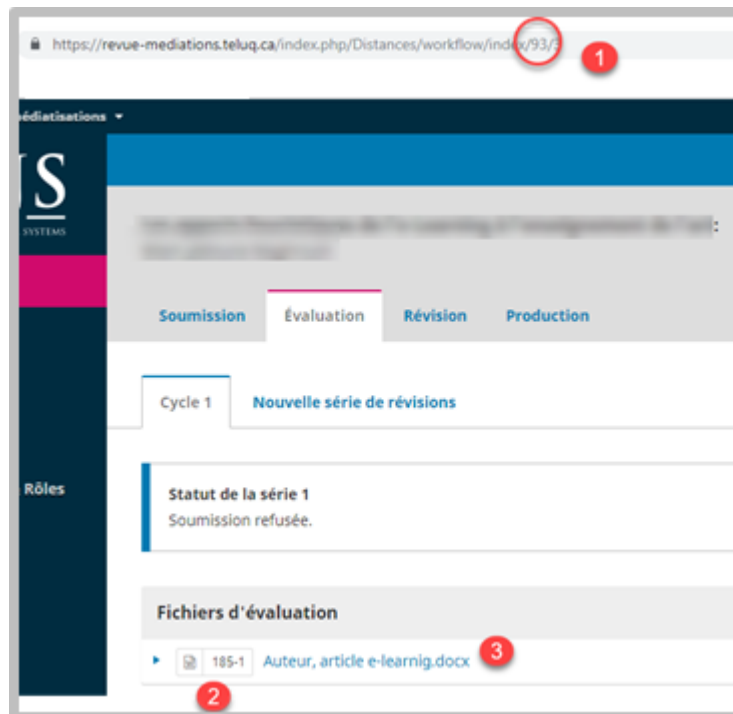 https://revue-mediations.teluq.ca/index.php/Distances/workflow/index/93/3
1
édiatisations
NS
SYSTEMS
:
Soumission Évaluation Révision Production
Cycle 1 Nouvelle série de révisions
Rôles
Statut de la série 1
Soumission refusée.
Fichiers d'évaluation
185-1 Auteur, article e-learnig.docx 3
2